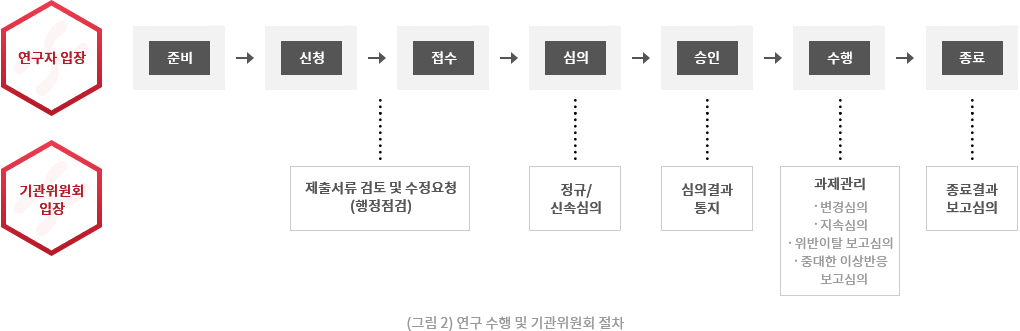 연구자 입장
준비
신청
접수
심의
승인
수행
종료
기관위원회
입장
제출서류 검토 및 수정요청
(행정점검)
정규/
신속심의
심의결과
통지
과제관리
· 변경심의
· 지속심의
· 위반이탈 보고심의
· 중대한 이상반응
보고심의
종료결과
보고심의
(그림 2) 연구 수행 및 기관위원회 절차